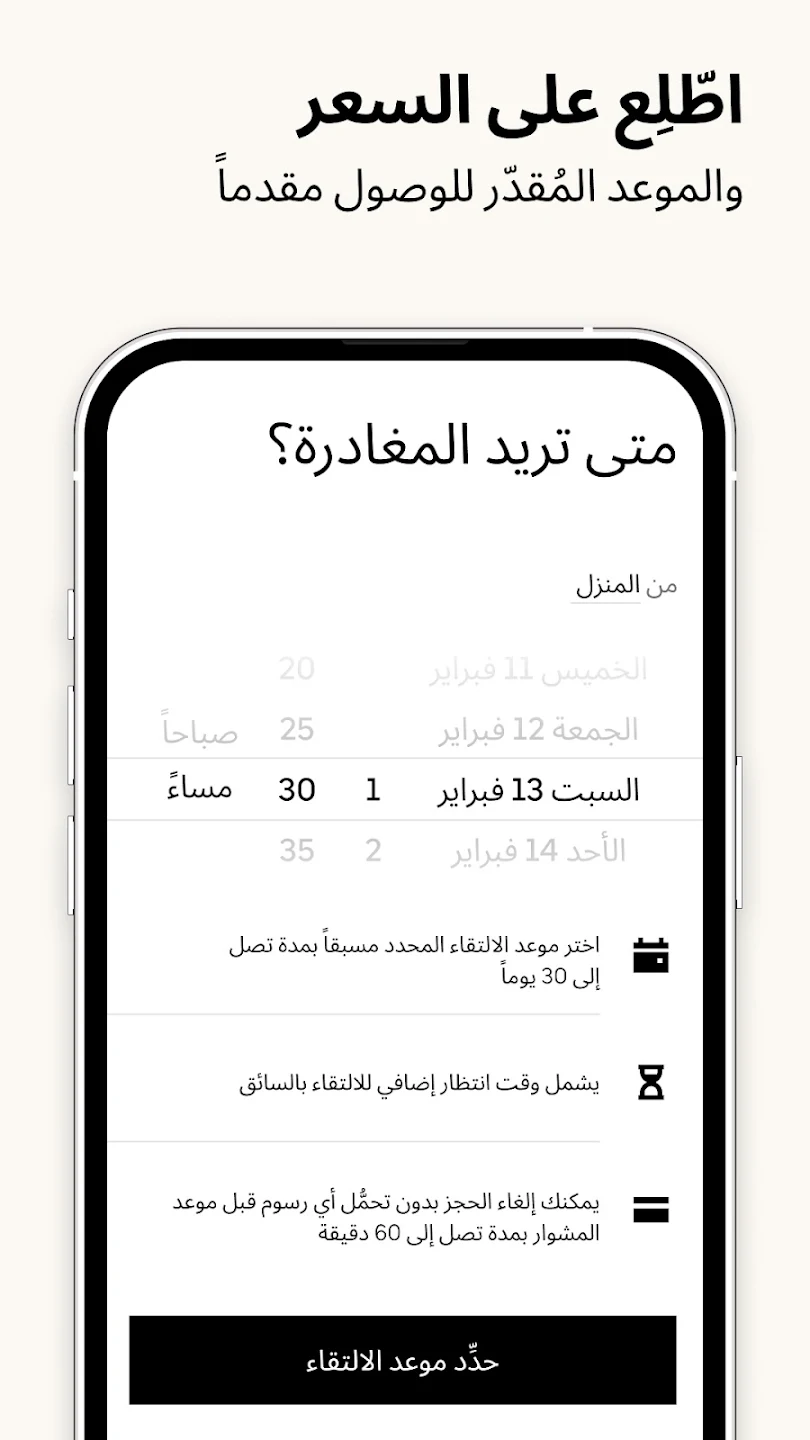 اطّلِع على السعر
والموعد المُقدّر للوصول مقدماً
متى تريد المغادرة؟
من المنزل
الخميس 11 فبراير 20
الجمعة 12 فبراير 25 صباحاً
السبت 13 فبراير 1 30 مساءً
الأحد 14 فبراير 2 35
اختر موعد الالتقاء المحدد مسبقاً بمدة تصل
إلى 30 يوماً
يشمل وقت انتظار إضافي للالتقاء بالسائق
يمكنك إلغاء الحجز بدون تحمُّل أي رسوم قبل موعد
المشوار بمدة تصل إلى 60 دقيقة
حدِّد موعد الالتقاء